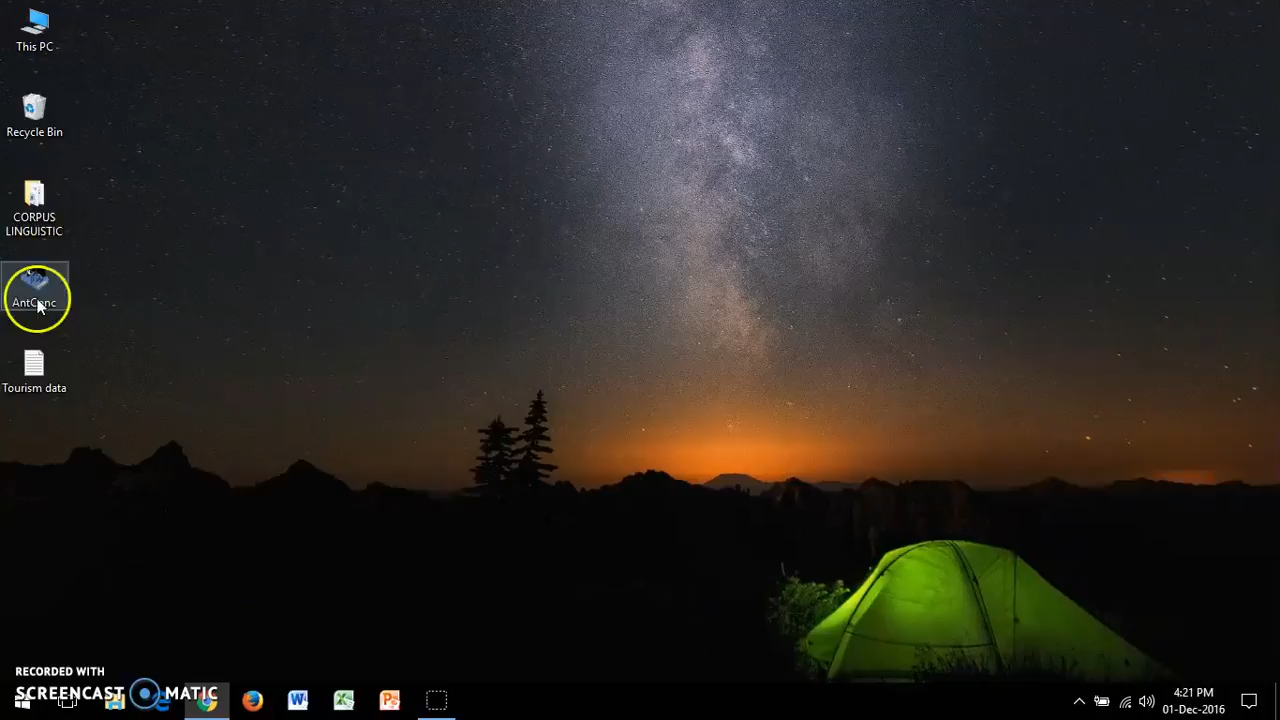 This PC
Recycle Bin
CORPUS
LINGUISTIC
AntConc
Tourism data
RECORDED WITH
SCREENCAST MATIC
4:21 PM
01-Dec-2016